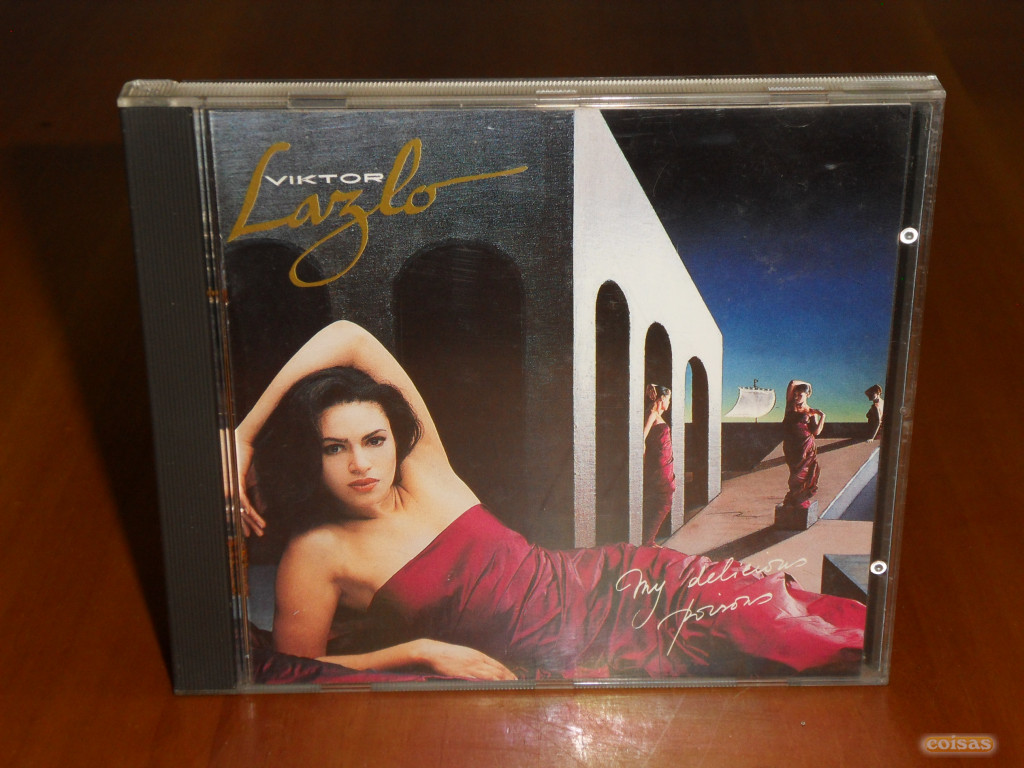 VIKTOR
Lazlo
my delicious
poisons
coisas